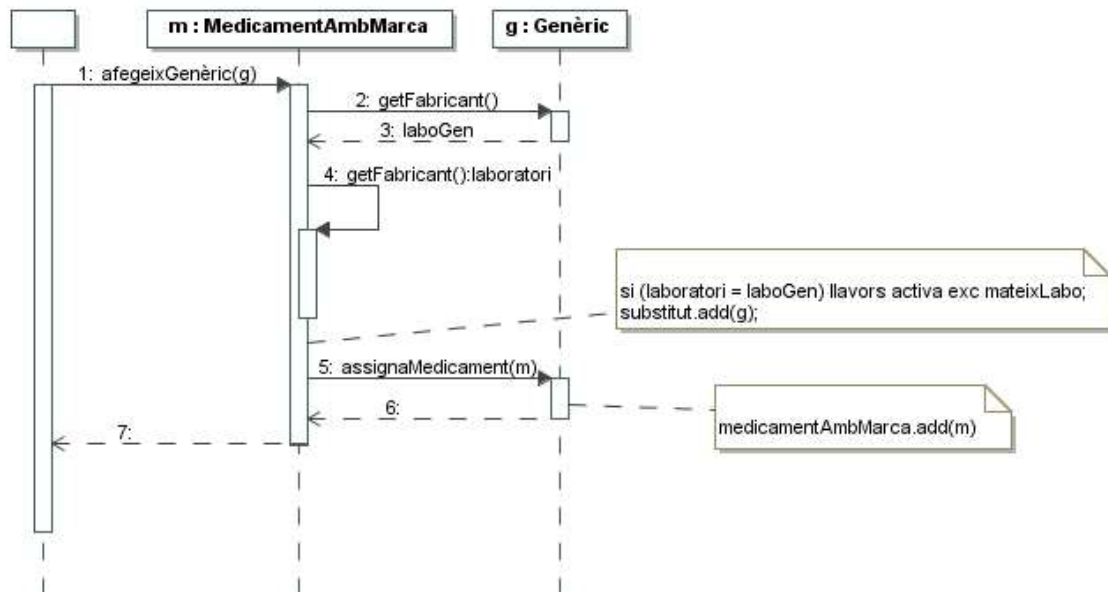 m : MedicamentAmbMarca
g : Genèric
1: afegeixGenèric(g)
2: getFabricant()
3: laboGen
4: getFabricant():laboratori
si (laboratori = laboGen) llavors activa exc mateixLabo;
substitut.add(g);
5: assignaMedicament(m)
6:
medicamentAmbMarca.add(m)
7: